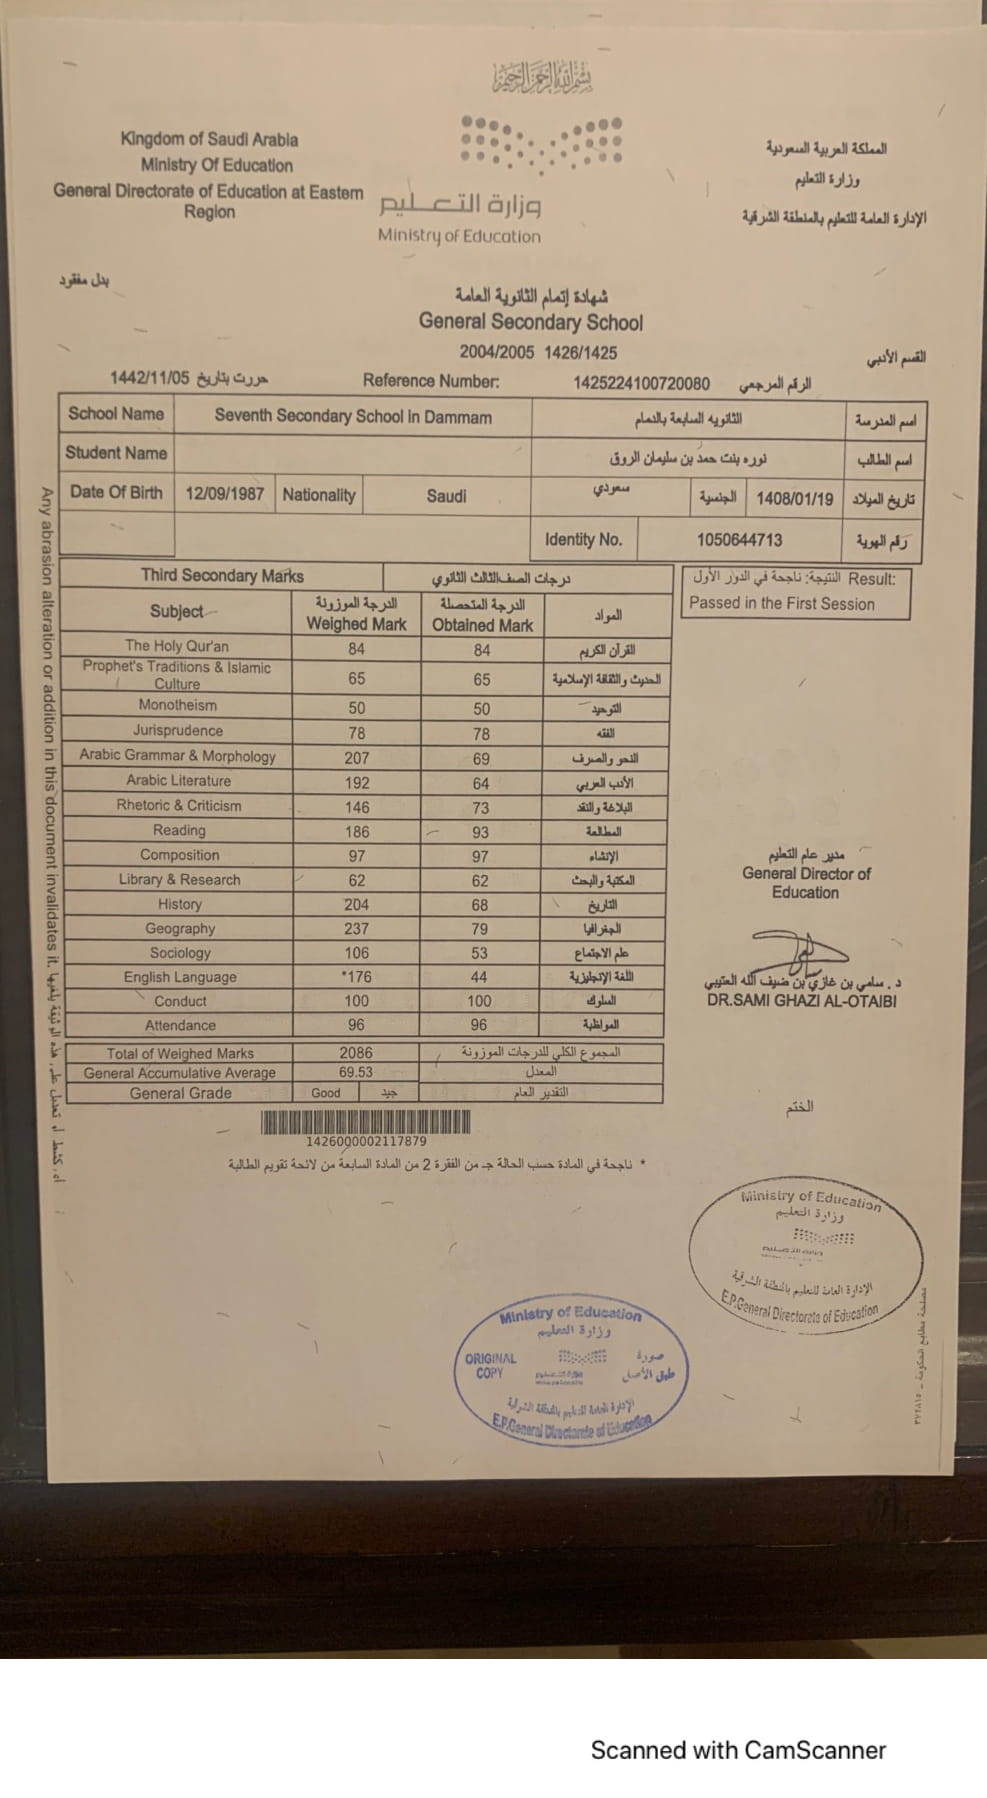 بسم الله الرحمن الرحيم
Kingdom of Saudi Arabia
Ministry Of Education
General Directorate of Education at Eastern
Region
وزارة التعليم
Ministry of Education
المملكة العربية السعودية
وزارة التعليم
الإدارة العامة للتعليم بالمنطقة الشرقية
بدل مفقود
شهادة إتمام الثانوية العامة
General Secondary School
2004/2005 1426/1425
القسم الأدبي
حررت بتاريخ 1442/11/05
Reference Number: 1425224100720080 الرقم المرجعي
School Name Seventh Secondary School in Dammam الثانويه السابعة بالدمام اسم المدرسة
Student Name نوره بنت حمد بن سليمان الروق اسم الطالب
Date Of Birth 12/09/1987 Nationality Saudi سعودي الجنسية 1408/01/19 تاريخ الميلاد
Identity No. 1050644713 رقم الهوية
Third Secondary Marks درجات الصف الثالث الثانوي
النتيجة: ناجحة في الدور الأول Result:
Passed in the First Session
Subject الدرجة الموزونة Weighed Mark الدرجة المتحصلة Obtained Mark المواد
The Holy Qur'an 84 84 القرآن الكريم
Prophet's Traditions & Islamic Culture 65 65 الحديث والثقافة الإسلامية
Monotheism 50 50 التوحيد
Jurisprudence 78 78 الفقه
Arabic Grammar & Morphology 207 69 النحو والصرف
Arabic Literature 192 64 الأدب العربي
Rhetoric & Criticism 146 73 البلاغة والنقد
Reading 186 93 المطالعة
Composition 97 97 الإنشاء
Library & Research 62 62 المكتبة والبحث
History 204 68 التاريخ
Geography 237 79 الجغرافيا
Sociology 106 53 علم الاجتماع
English Language *176 44 اللغة الإنجليزية
Conduct 100 100 السلوك
Attendance 96 96 المواظبة
Total of Weighed Marks 2086 المجموع الكلي للدرجات الموزونة
General Accumulative Average 69.53 المعدل
General Grade Good جيد التقدير العام
1426000002117879
* ناجحة في المادة حسب الحالة جـ من الفقرة 2 من المادة السابعة من لائحة تقويم الطالبة
مدير عام التعليم
General Director of
Education
د. سامي بن غازي بن ضيف الله العتيبي
DR.SAMI GHAZI AL-OTAIBI
الختم
Any abrasion alteration or addition in this document invalidates it.
أي كشط أو تعديل على هذه الوثيقة يلغيها
Ministry of Education
وزارة التعليم
وزارة التعليم
الإدارة العامة للتعليم بالمنطقة الشرقية
E.P.General Directorate of Education
Ministry of Education
وزارة التعليم
ORIGINAL COPY
صورة طبق الأصل
وزارة التعليم
الإدارة العامة للتعليم بالمنطقة الشرقية
E.P.General Directorate of Education
مصلحة مطابع الحكومة - ٣٧٢٨١٥
Scanned with CamScanner